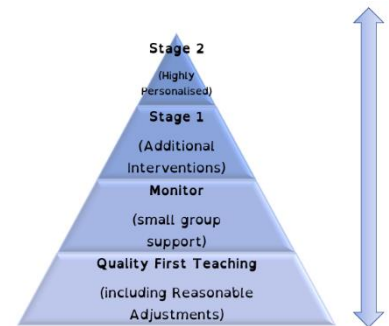 Stage 2
(Highly
Personalised)
Stage 1
(Additional
Interventions)
Monitor
(small group
support)
Quality First Teaching
(including Reasonable
Adjustments)